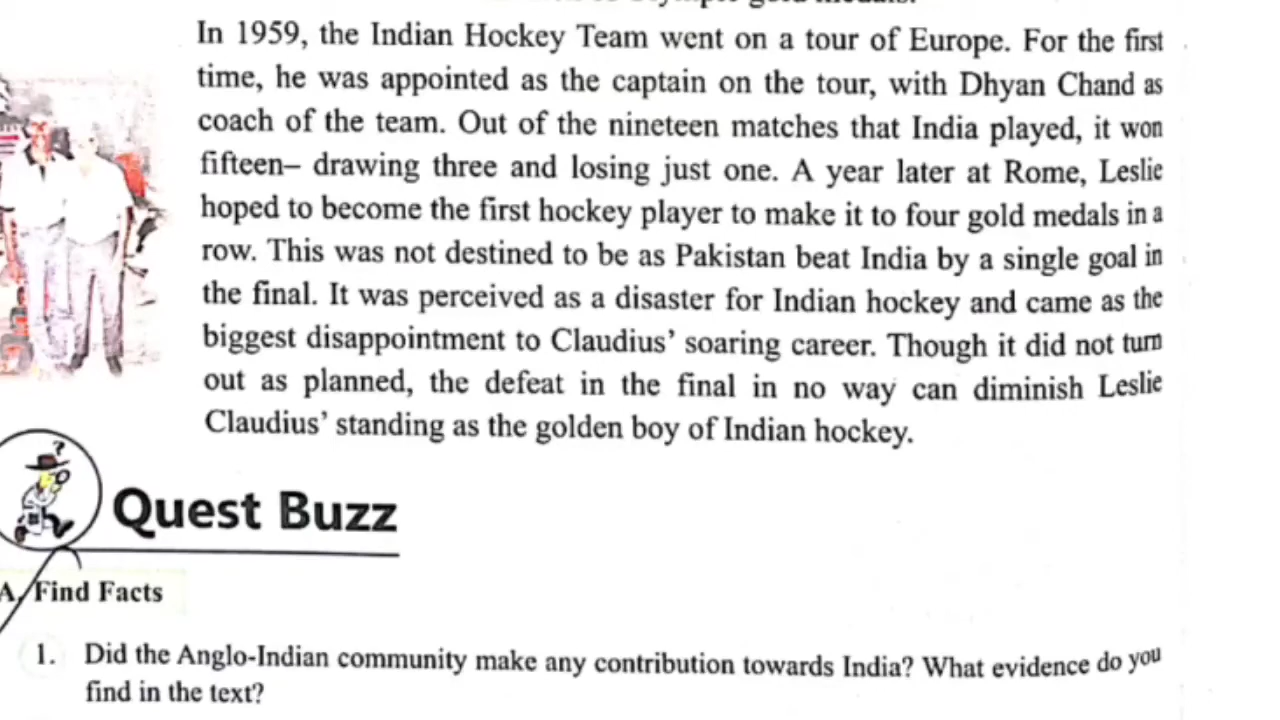 In 1959, the Indian Hockey Team went on a tour of Europe. For the first
time, he was appointed as the captain on the tour, with Dhyan Chand as
coach of the team. Out of the nineteen matches that India played, it won
fifteen– drawing three and losing just one. A year later at Rome, Leslie
hoped to become the first hockey player to make it to four gold medals in a
row. This was not destined to be as Pakistan beat India by a single goal in
the final. It was perceived as a disaster for Indian hockey and came as the
biggest disappointment to Claudius' soaring career. Though it did not turn
out as planned, the defeat in the final in no way can diminish Leslie
Claudius' standing as the golden boy of Indian hockey.
?
Quest Buzz
A. Find Facts
1. Did the Anglo-Indian community make any contribution towards India? What evidence do you
find in the text?